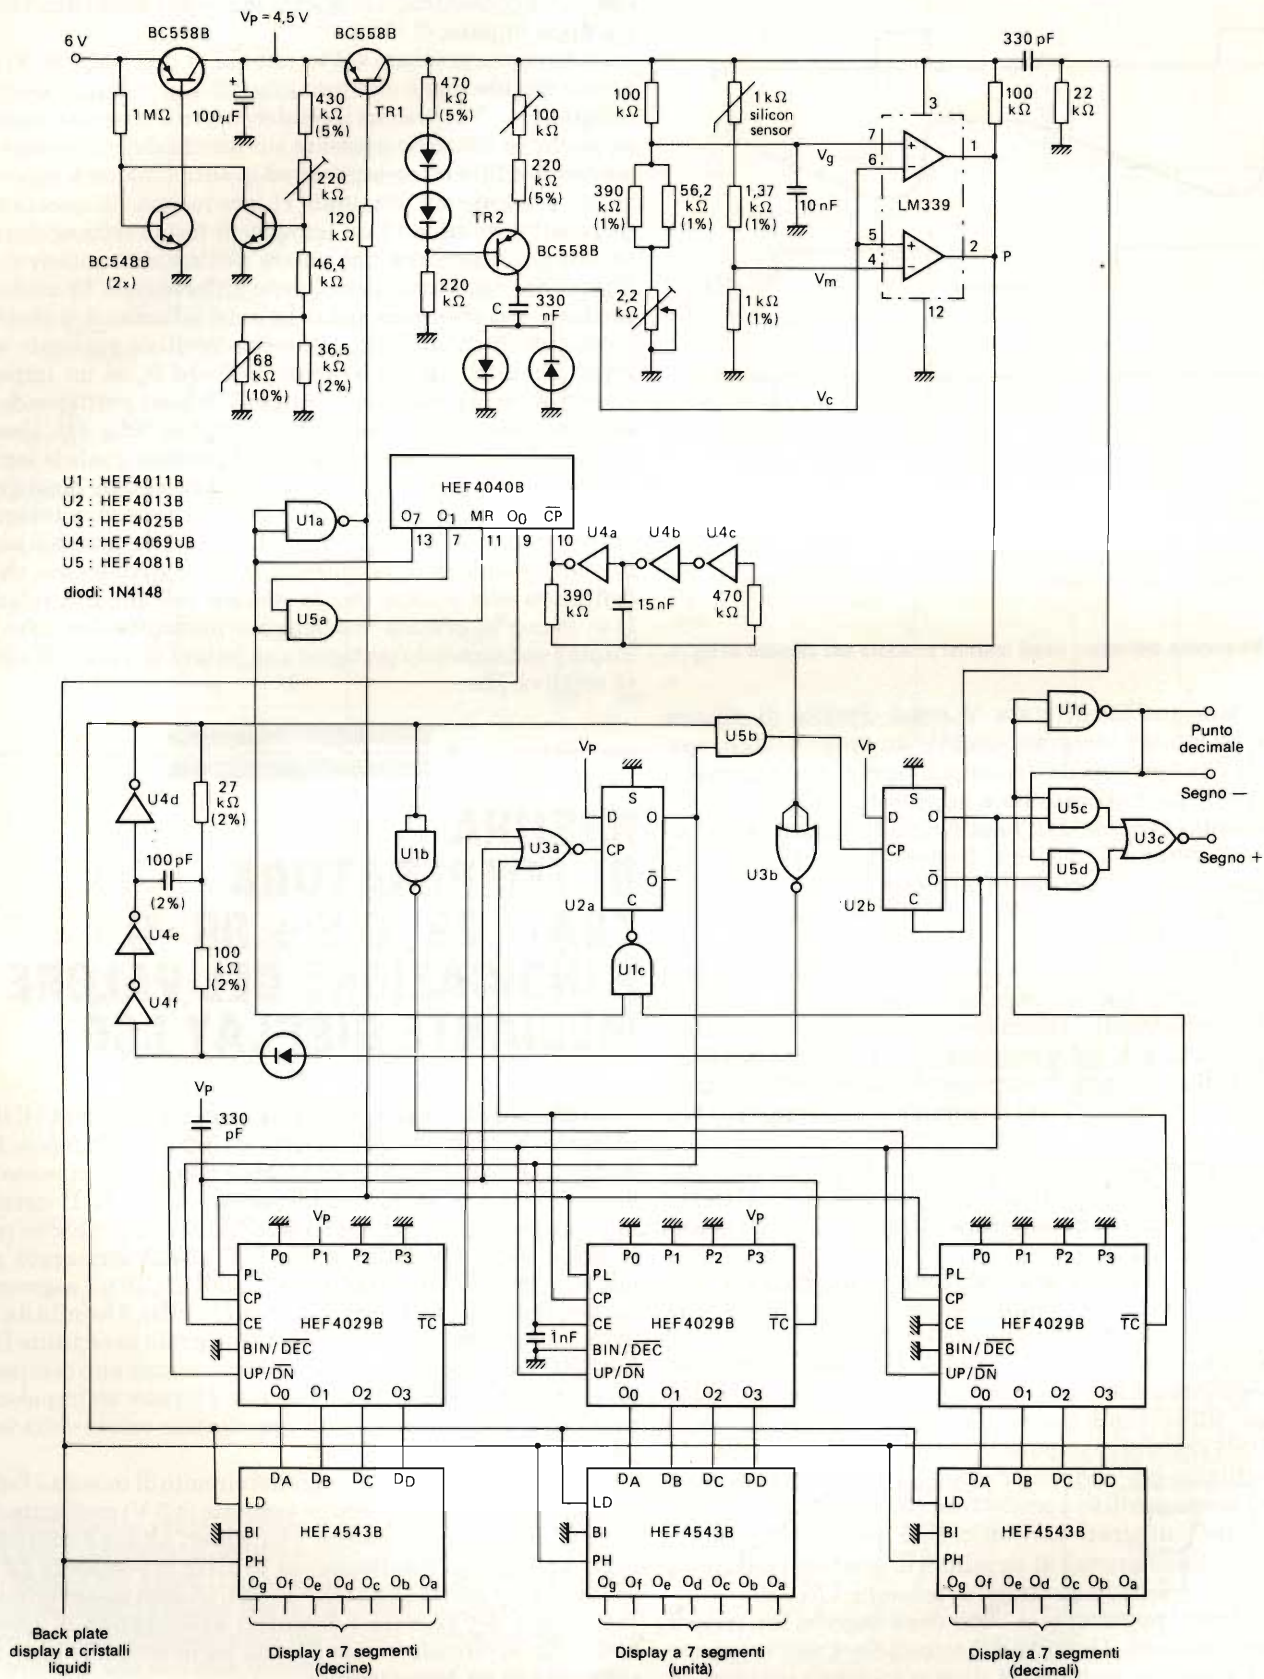 6 V
BC558B
VP = 4,5 V
BC558B
1 MΩ
100 µF
+
430 kΩ (5%)
220 kΩ
120 kΩ
TR1
BC548B (2x)
46,4 kΩ
68 kΩ (10%)
36,5 kΩ (2%)
470 kΩ (5%)
100 kΩ
220 kΩ (5%)
TR2
BC558B
220 kΩ
C
330 nF
100 kΩ
1 kΩ silicon sensor
390 kΩ (1%)
56,2 kΩ (1%)
1,37 kΩ (1%)
10 nF
2,2 kΩ
1 kΩ (1%)
Vg
Vm
Vc
7
6
5
4
3
1
2
12
+
−
+
−
LM339
P
330 pF
100 kΩ
22 kΩ
U1 : HEF4011B
U2 : HEF4013B
U3 : HEF4025B
U4 : HEF4069UB
U5 : HEF4081B
diodi: 1N4148
HEF4040B
O7 O1 MR O0 CP
13 7 11 9 10
U1a
U5a
U4a U4b U4c
390 kΩ
15 nF
470 kΩ
U4d
27 kΩ (2%)
100 pF (2%)
U4e
100 kΩ (2%)
U4f
U1b
U3a
VP
S
D
O
CP
O
C
U2a
U1c
U5b
U3b
VP
S
D
O
CP
O
C
U2b
U1d
U5c
U5d
U3c
Punto decimale
Segno —
Segno +
VP
330 pF
VP
P0 P1 P2 P3
PL
CP
CE
BIN/DEC
UP/DN
HEF4029B
TC
O0 O1 O2 O3
1nF
VP
P0 P1 P2 P3
PL
CP
CE
BIN/DEC
UP/DN
HEF4029B
TC
O0 O1 O2 O3
P0 P1 P2 P3
PL
CP
CE
BIN/DEC
UP/DN
HEF4029B
TC
O0 O1 O2 O3
DA DB DC DD
LD
BI
PH
HEF4543B
Og Of Oe Od Oc Ob Oa
DA DB DC DD
LD
BI
PH
HEF4543B
Og Of Oe Od Oc Ob Oa
DA DB DC DD
LD
BI
PH
HEF4543B
Og Of Oe Od Oc Ob Oa
Back plate
display a cristalli
liquidi
Display a 7 segmenti
(decine)
Display a 7 segmenti
(unità)
Display a 7 segmenti
(decimali)